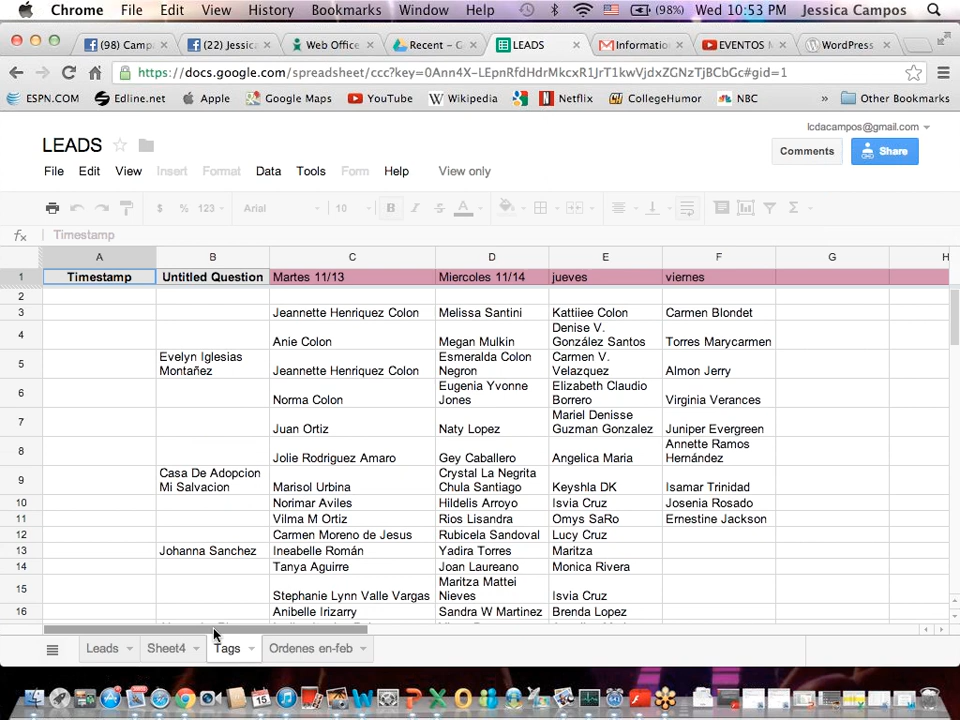 Chrome File Edit View History Bookmarks Window Help (98%) Wed 10:53 PM Jessica Campos
(98) Camp (22) Jessic Web Office Recent – G LEADS Informatio EVENTOS WordPress
https://docs.google.com/spreadsheet/ccc?key=0Ann4X-LEpnRfdHdrMkcxR1JrT1kwVjdxZGNzTjBCbGc#gid=1
ESPN.COM Edline.net Apple Google Maps YouTube Wikipedia Netflix CollegeHumor NBC » Other Bookmarks
lcdacampos@gmail.com
LEADS Comments Share
File Edit View Insert Format Data Tools Form Help View only
$ % 123 Arial 10 B I S A Σ
fx Timestamp
A B C D E F G H
1 Timestamp Untitled Question Martes 11/13 Miercoles 11/14 jueves viernes
2
3 Jeannette Henriquez Colon Melissa Santini Kattiiee Colon Carmen Blondet
4 Anie Colon Megan Mulkin Denise V. González Santos Torres Marycarmen
5 Evelyn Iglesias Montañez Jeannette Henriquez Colon Esmeralda Colon Negron Carmen V. Velazquez Almon Jerry
6 Norma Colon Eugenia Yvonne Jones Elizabeth Claudio Borrero Virginia Verances
7 Juan Ortiz Naty Lopez Mariel Denisse Guzman Gonzalez Juniper Evergreen
8 Jolie Rodriguez Amaro Gey Caballero Angelica Maria Annette Ramos Hernández
9 Casa De Adopcion Mi Salvacion Marisol Urbina Crystal La Negrita Chula Santiago Keyshla DK Isamar Trinidad
10 Norimar Aviles Hildelis Arroyo Isvia Cruz Josenia Rosado
11 Vilma M Ortiz Rios Lisandra Omys SaRo Ernestine Jackson
12 Carmen Moreno de Jesus Rubicela Sandoval Lucy Cruz
13 Johanna Sanchez Ineabelle Román Yadira Torres Maritza
14 Tanya Aguirre Joan Laureano Monica Rivera
15 Stephanie Lynn Valle Vargas Maritza Mattei Nieves Isvia Cruz
16 Anibelle Irizarry Sandra W Martinez Brenda Lopez
Leads Sheet4 Tags Ordenes en-feb
15